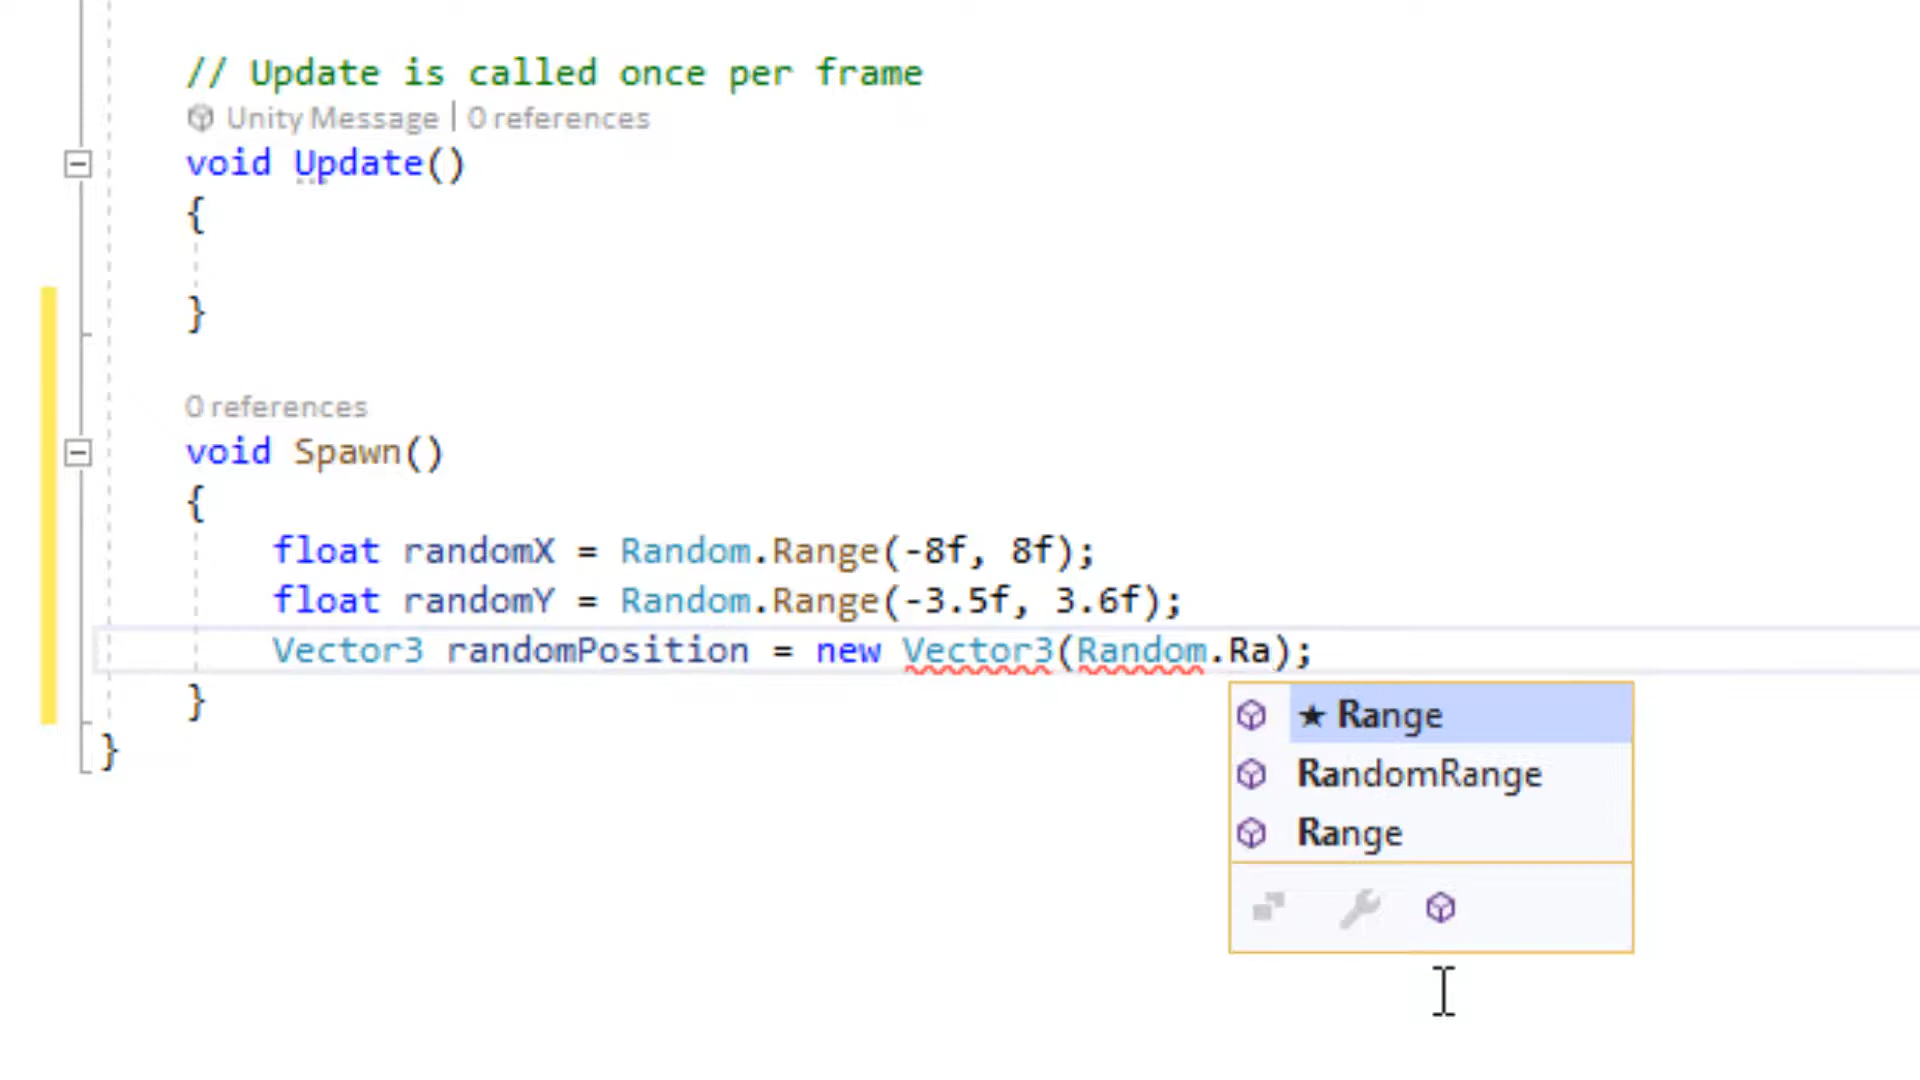 // Update is called once per frame
Unity Message | 0 references
void Update()
{
}
0 references
void Spawn()
{
float randomX = Random.Range(-8f, 8f);
float randomY = Random.Range(-3.5f, 3.6f);
Vector3 randomPosition = new Vector3(Random.Ra);
}
}
★ Range
RandomRange
Range